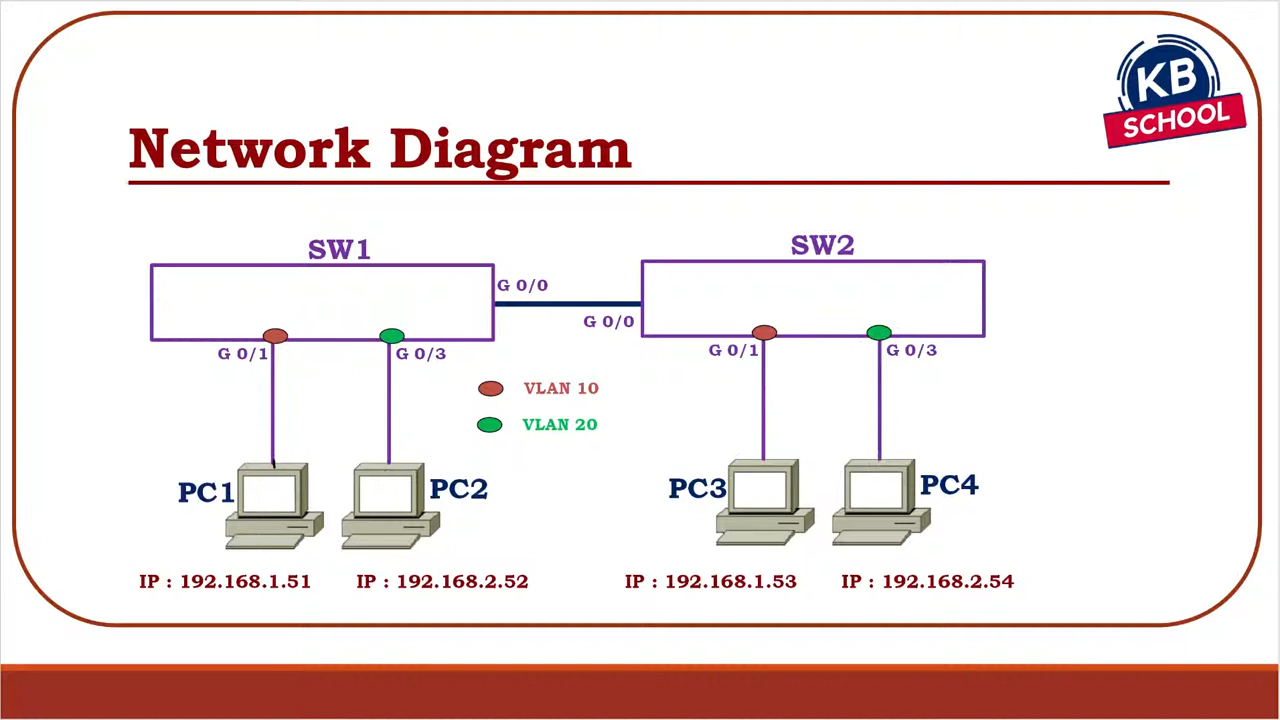 KB
SCHOOL
Network Diagram
SW1
SW2
G 0/0
G 0/0
G 0/1
G 0/3
G 0/1
G 0/3
VLAN 10
VLAN 20
PC1
PC2
PC3
PC4
IP : 192.168.1.51
IP : 192.168.2.52
IP : 192.168.1.53
IP : 192.168.2.54